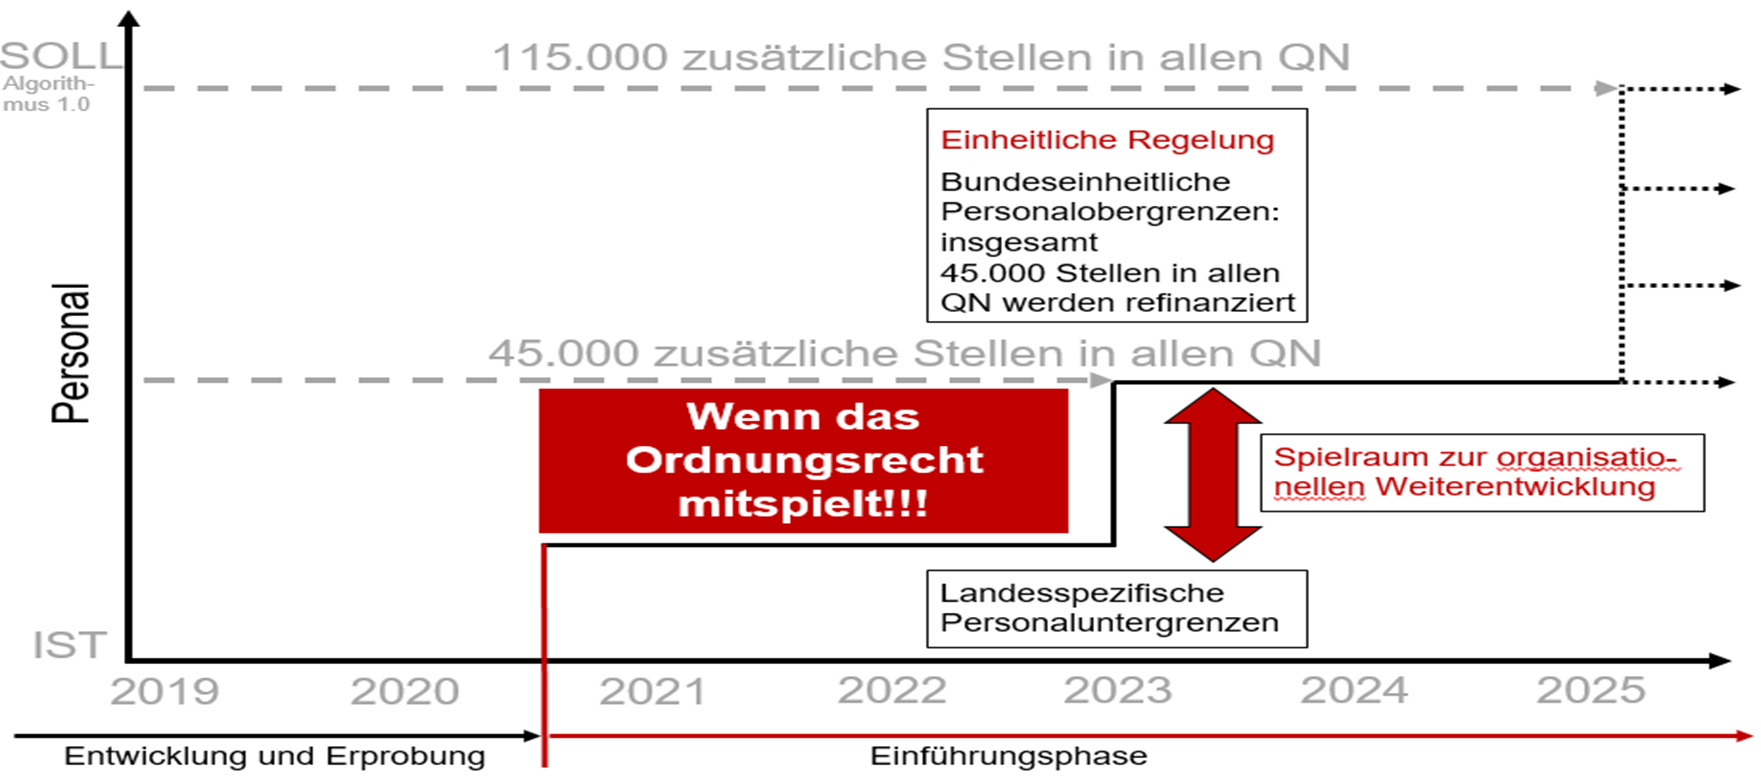 SOLL
Algorith-
mus 1.0
115.000 zusätzliche Stellen in allen QN
Einheitliche Regelung
Bundeseinheitliche
Personalobergrenzen:
insgesamt
45.000 Stellen in allen
QN werden refinanziert
Personal
45.000 zusätzliche Stellen in allen QN
Wenn das
Ordnungsrecht
mitspielt!!!
Spielraum zur organisatio-
nellen Weiterentwicklung
Landesspezifische
Personaluntergrenzen
IST
2019 2020 2021 2022 2023 2024 2025
Entwicklung und Erprobung
Einführungsphase